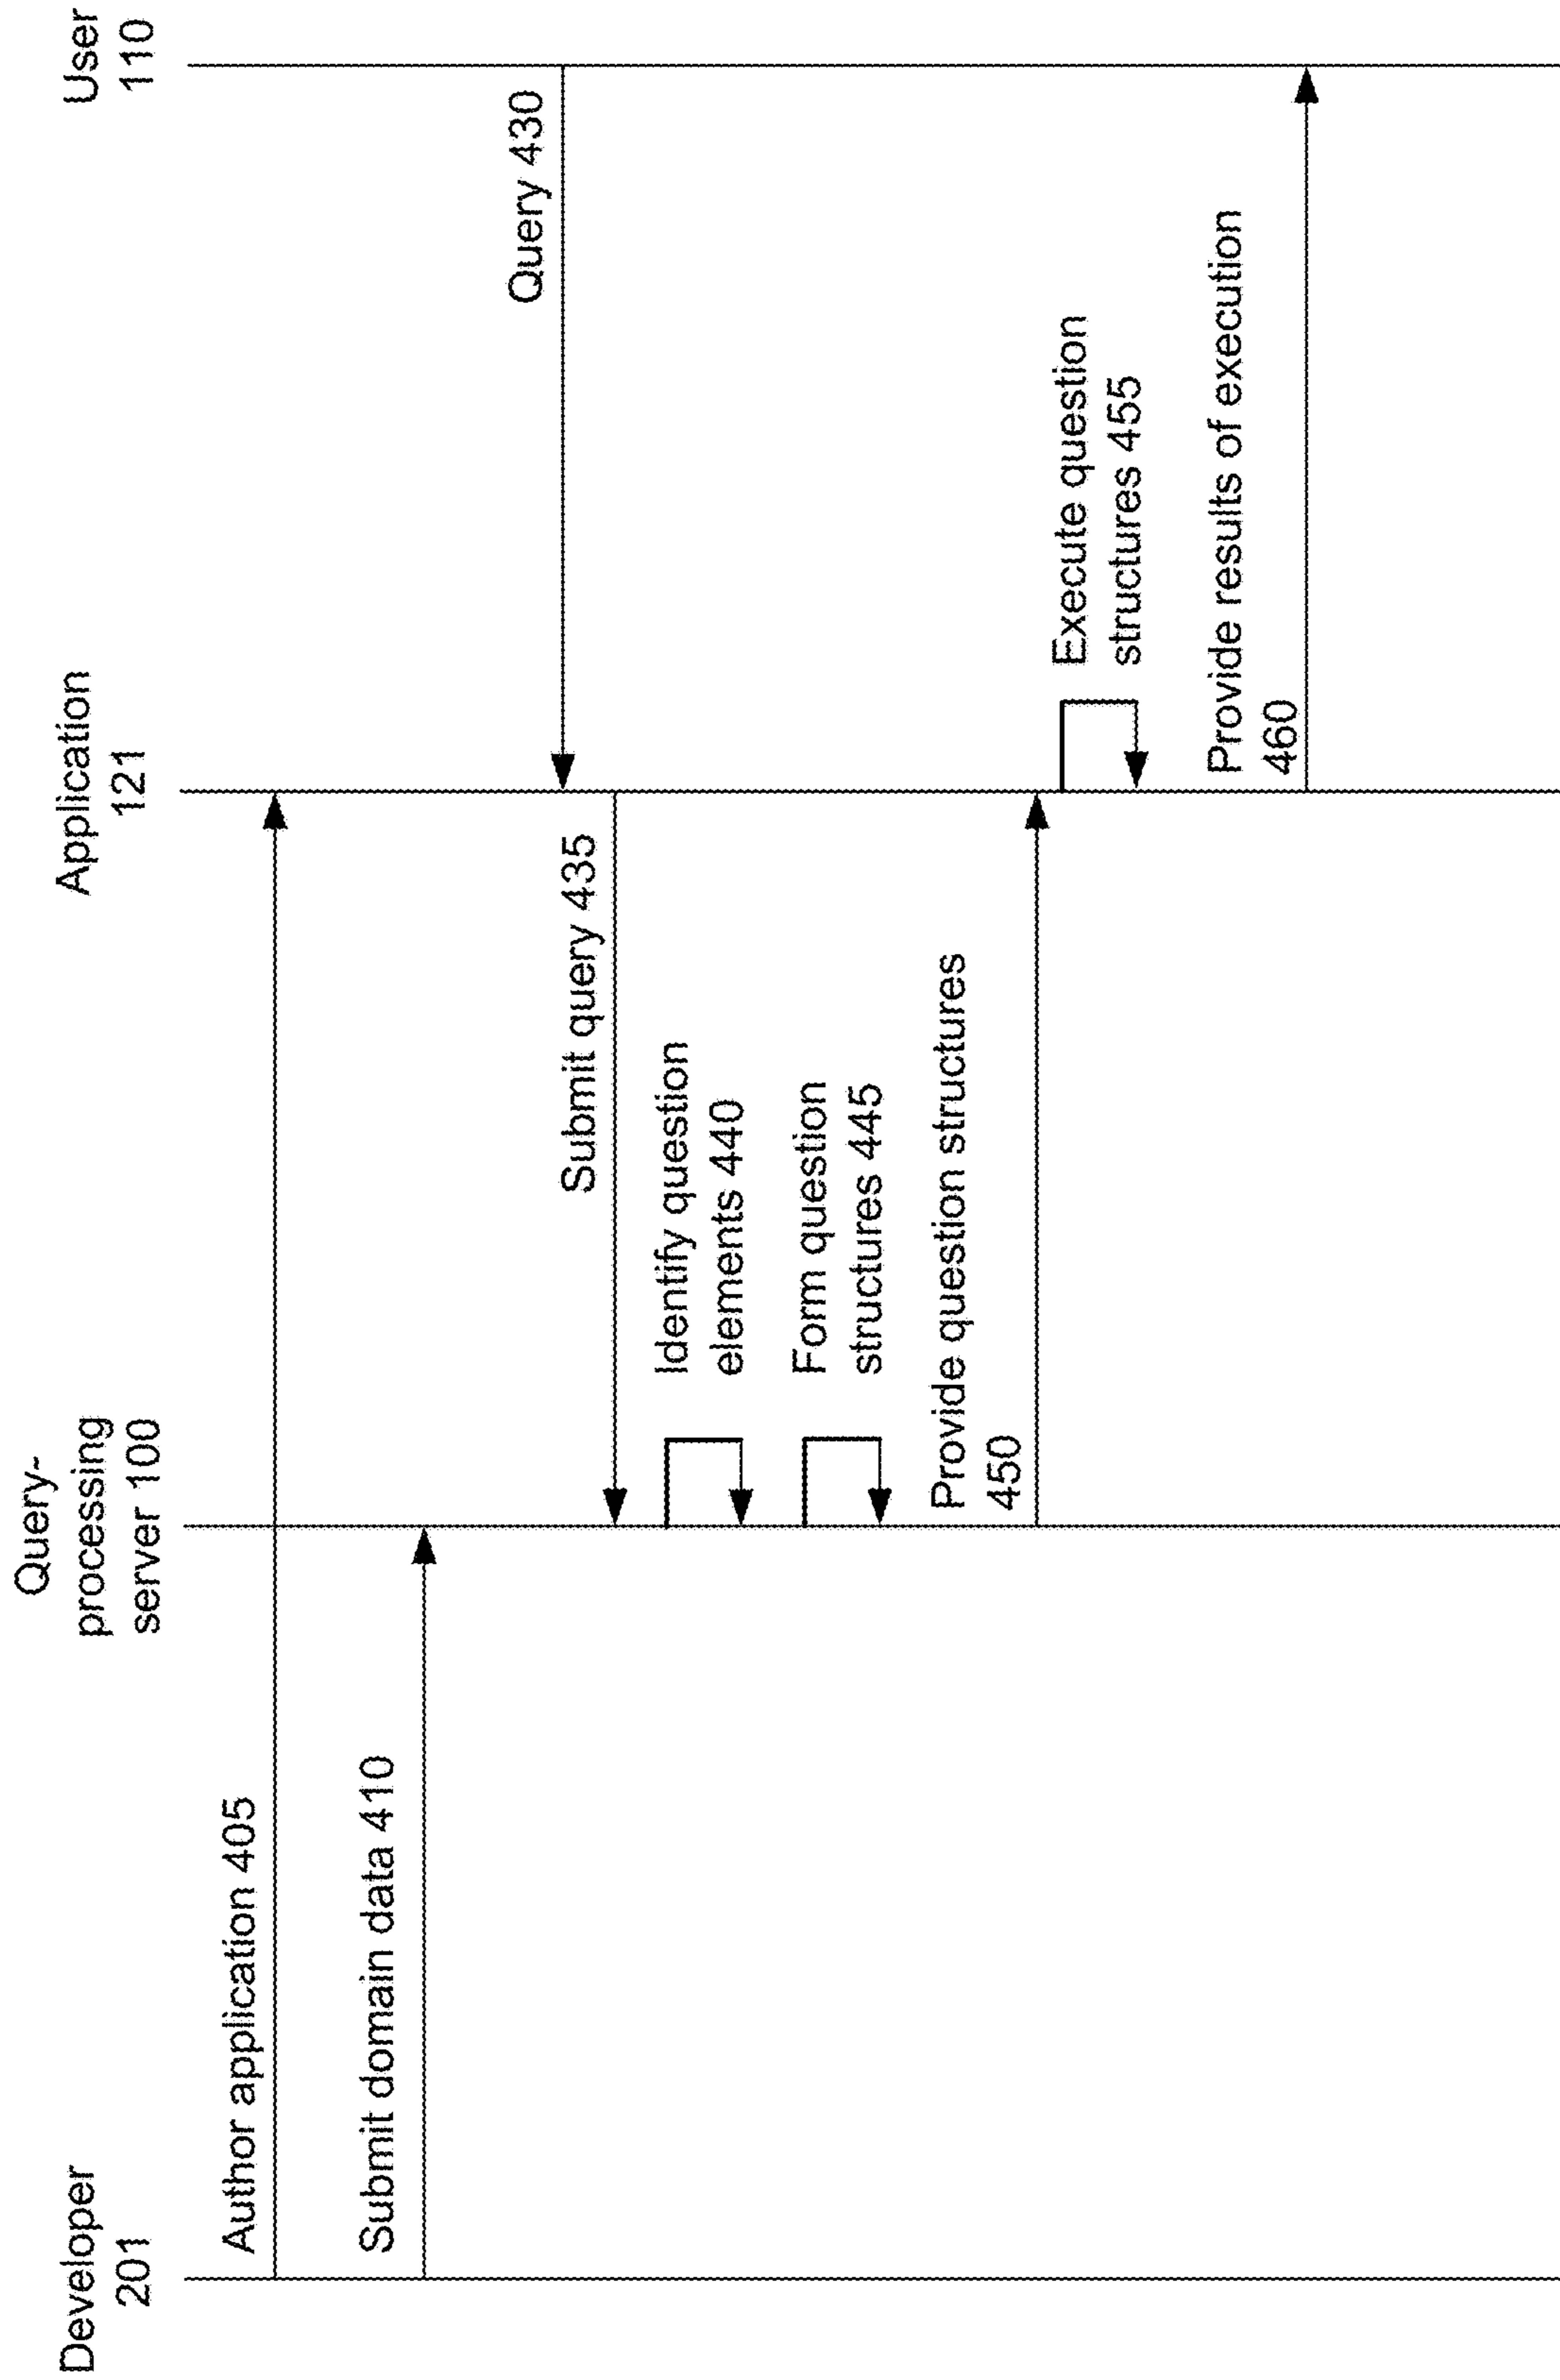 Developer
201
Query-
processing
server 100
Application
121
User
110
Author application 405
Submit domain data 410
Query 430
Submit query 435
Identify question
elements 440
Form question
structures 445
Provide question structures
450
Execute question
structures 455
Provide results of execution
460